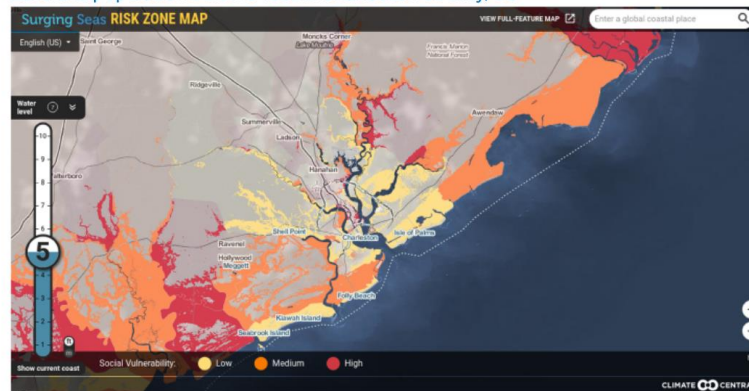 Surging Seas RISK ZONE MAP
VIEW FULL-FEATURE MAP
Enter a global coastal place
English (US)
Saint George
Moncks Corner
Lake Moultrie
Francis Marion
National Forest
Ridgeville
Water
level
?
Summerville
Awendaw
Ladson
10
9
8
7
6
5
4
3
2
1
Hanahan
Walterboro
Shell Point
Isle of Palms
Charleston
Ravenel
Hollywood
Meggett
Folly Beach
Kiawah Island
Seabrook Island
ft
m
Show current coast
Social Vulnerability:
Low
Medium
High
CLIMATE CENTRAL